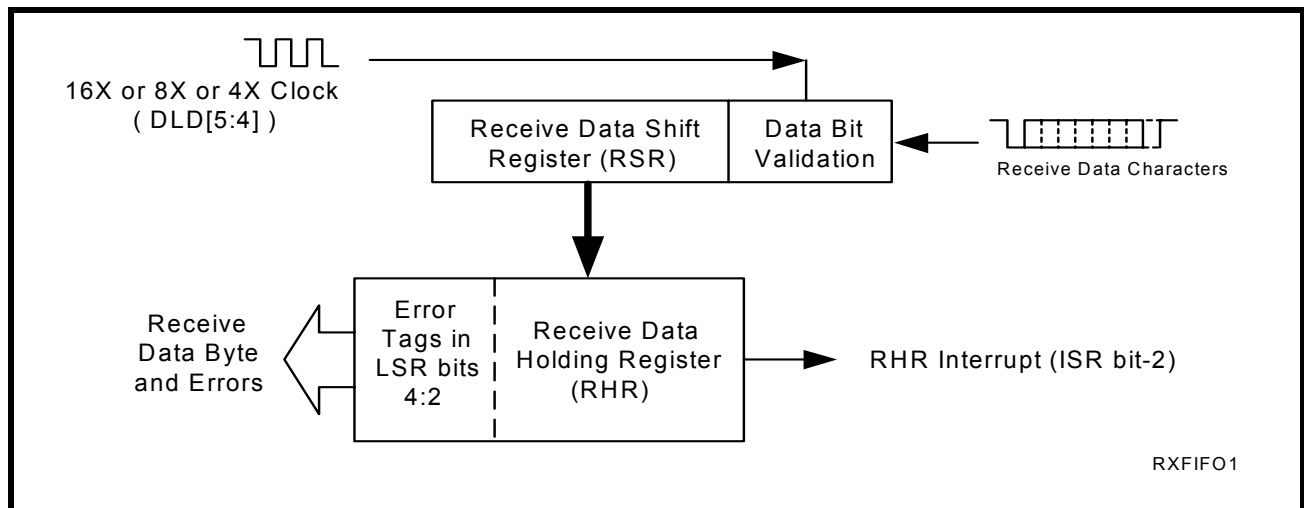 16X or 8X or 4X Clock
( DLD[5:4] )
Receive Data Shift
Register (RSR)
Data Bit
Validation
Receive Data Characters
Receive
Data Byte
and Errors
Error
Tags in
LSR bits
4:2
Receive Data
Holding Register
(RHR)
RHR Interrupt (ISR bit-2)
RXFIFO1